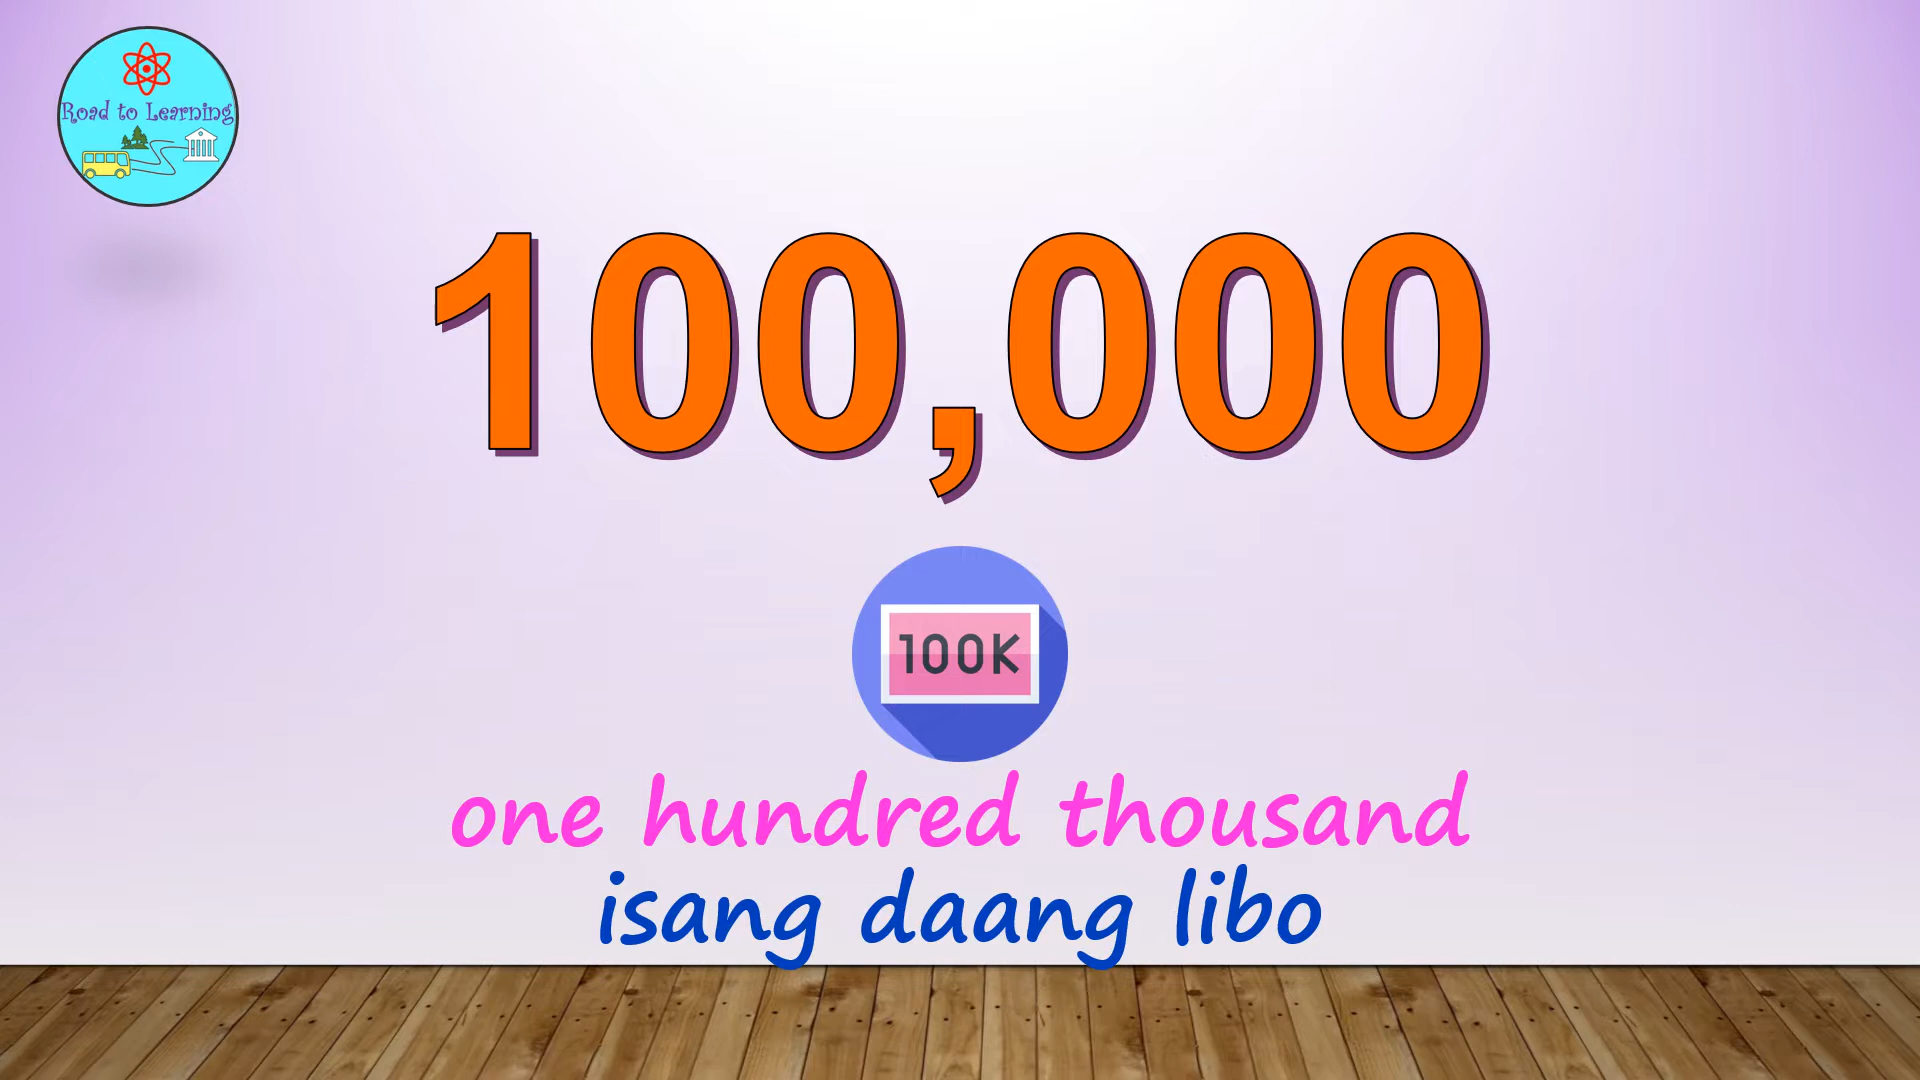 Road to Learning
100,000
100K
one hundred thousand
isang daang libo